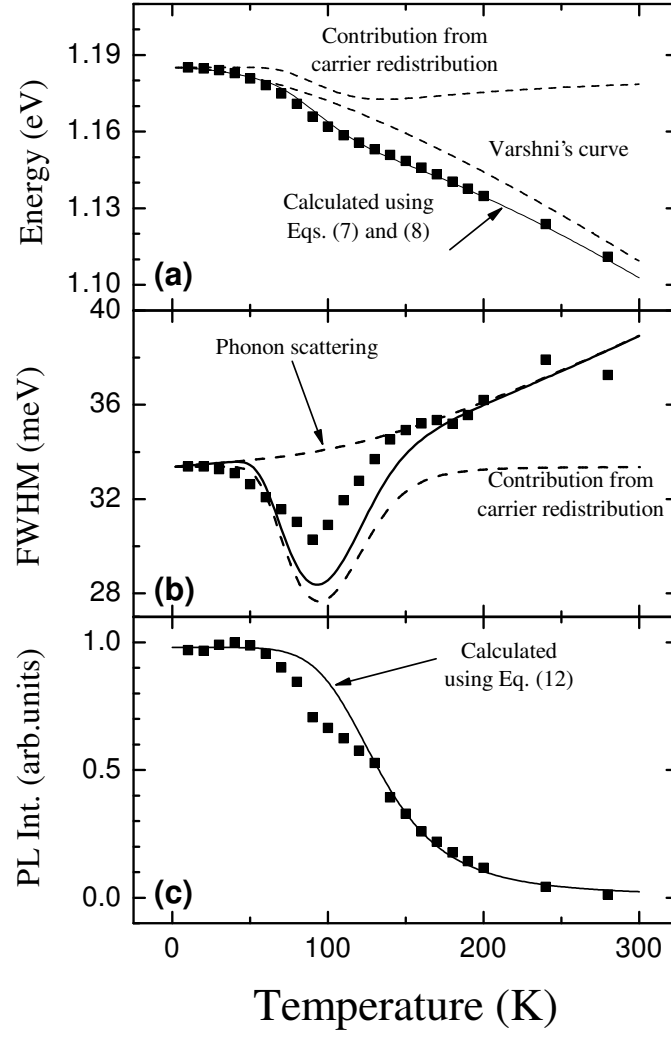 1.19
1.16
1.13
1.10
Energy (eV)
Contribution from
carrier redistribution
Varshni's curve
Calculated using
Eqs. (7) and (8)
(a)
40
36
32
28
FWHM (meV)
Phonon scattering
Contribution from
carrier redistribution
(b)
1.0
0.5
0.0
PL Int. (arb.units)
Calculated
using Eq. (12)
(c)
0
100
200
300
Temperature (K)